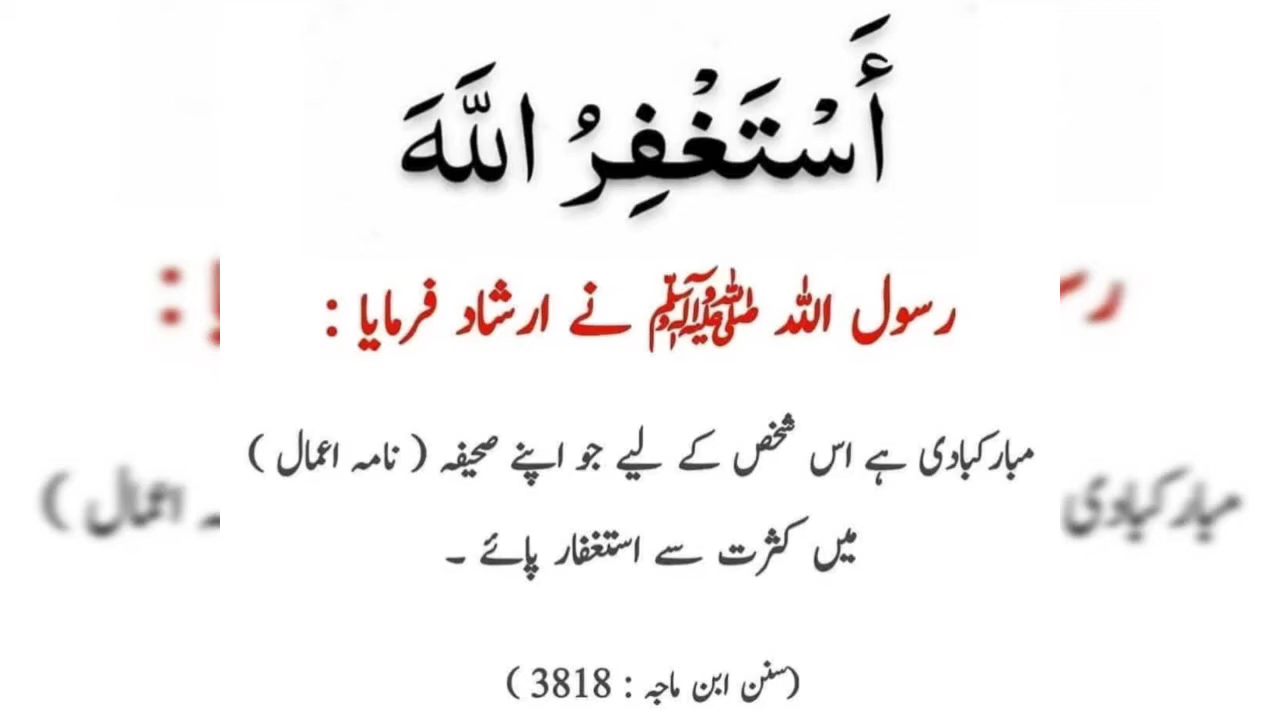 أَسْتَغْفِرُ اللَّهَ
رسول اللہ ﷺ نے ارشاد فرمایا :
مبارکبادی ہے اس شخص کے لیے جو اپنے صحیفہ ( نامہ اعمال )
میں کثرت سے استغفار پائے ۔
(سنن ابن ماجہ : 3818 )